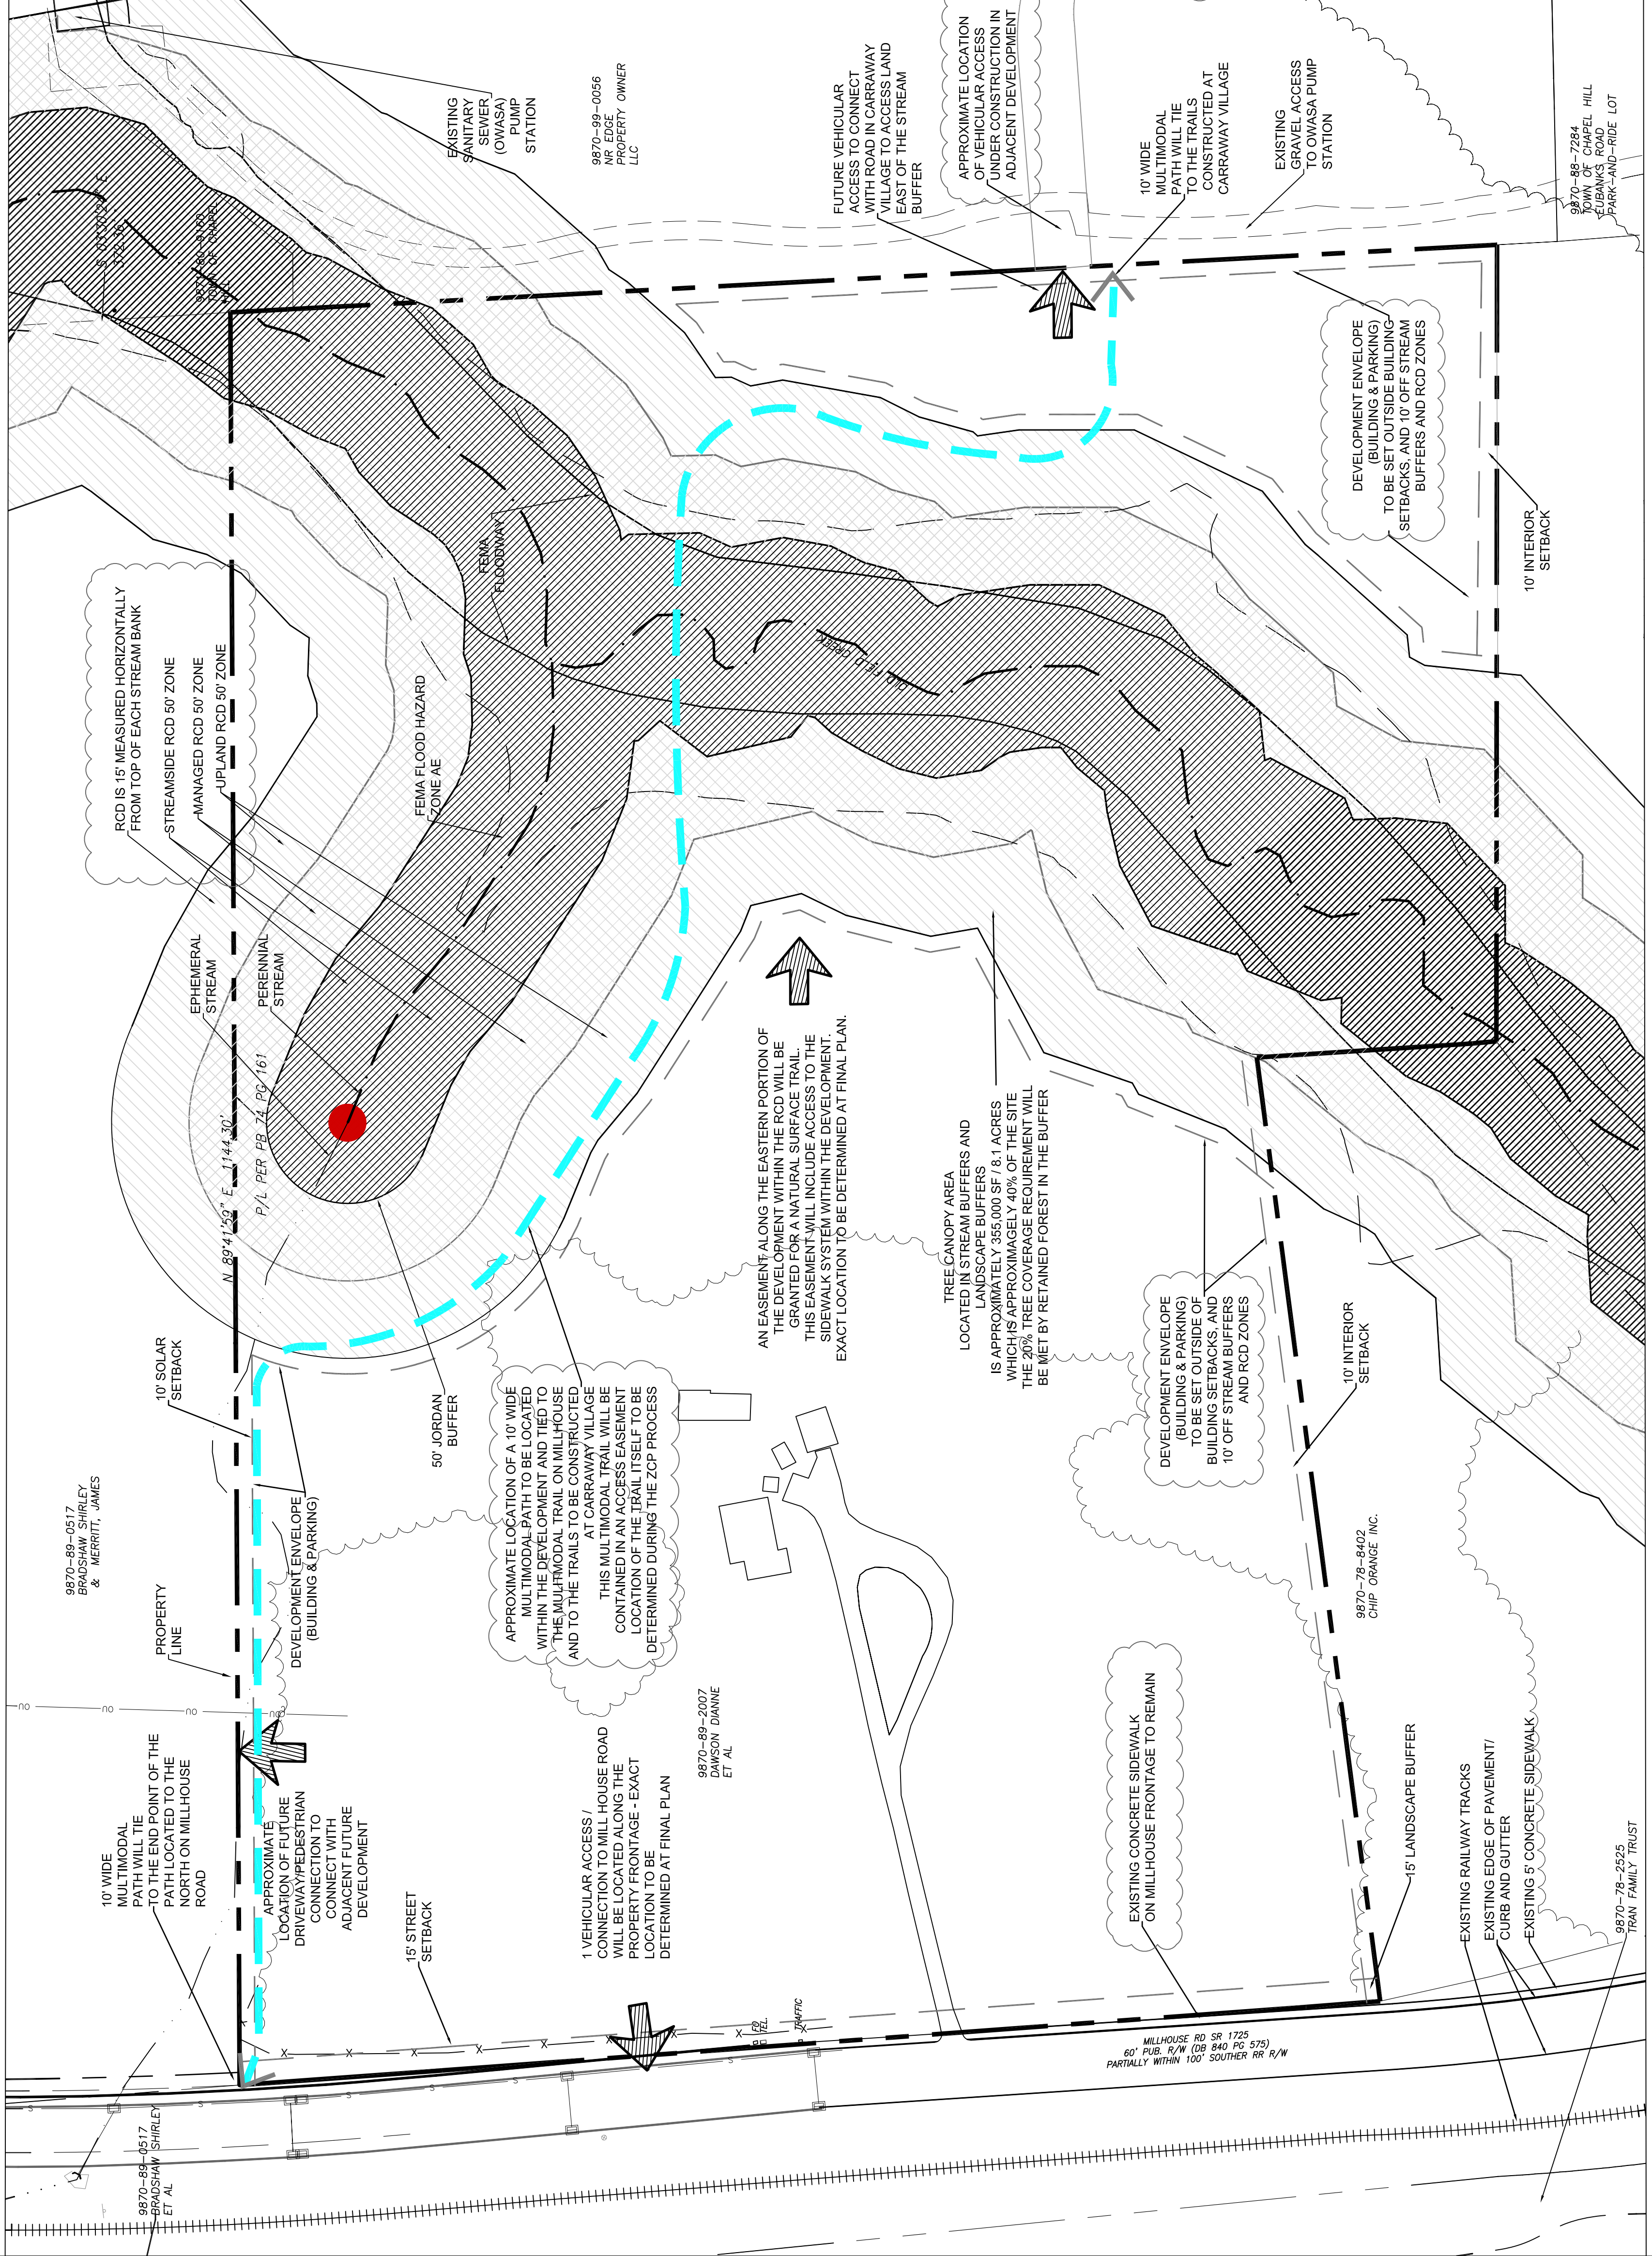 9870-89-0517
BRADSHAW SHIRLEY
ET AL
10' WIDE
MULTIMODAL
PATH WILL TIE
TO THE END POINT OF THE
PATH LOCATED TO THE
NORTH ON MILLHOUSE
ROAD
APPROXIMATE
LOCATION OF FUTURE
DRIVEWAY/PEDESTRIAN
CONNECTION TO
CONNECT WITH
ADJACENT FUTURE
DEVELOPMENT
15' STREET
SETBACK
1 VEHICULAR ACCESS /
CONNECTION TO MILL HOUSE ROAD
WILL BE LOCATED ALONG THE
PROPERTY FRONTAGE - EXACT
LOCATION TO BE
DETERMINED AT FINAL PLAN
FO
TEL.
TRAFFIC
MILLHOUSE RD SR 1725
60' PUB. R/W (DB 840 PG 575)
PARTIALLY WITHIN 100' SOUTHER RR R/W
EXISTING CONCRETE SIDEWALK
ON MILLHOUSE FRONTAGE TO REMAIN
15' LANDSCAPE BUFFER
EXISTING RAILWAY TRACKS
EXISTING EDGE OF PAVEMENT/
CURB AND GUTTER
EXISTING 5' CONCRETE SIDEWALK
9870-78-2525
TRAN FAMILY TRUST
9870-89-0517
BRADSHAW SHIRLEY
& MERRITT, JAMES
PROPERTY
LINE
10' SOLAR
SETBACK
DEVELOPMENT ENVELOPE
(BUILDING & PARKING)
50' JORDAN
BUFFER
APPROXIMATE LOCATION OF A 10' WIDE
MULTIMODAL PATH TO BE LOCATED
WITHIN THE DEVELOPMENT AND TIED TO
THE MULITMODAL TRAIL ON MILLHOUSE
AND TO THE TRAILS TO BE CONSTRUCTED
AT CARRAWAY VILLAGE
THIS MULTIMODAL TRAIL WILL BE
CONTAINED IN AN ACCESS EASEMENT
LOCATION OF THE TRAIL ITSELF TO BE
DETERMINED DURING THE ZCP PROCESS
9870-89-2007
DAWSON DIANNE
ET AL
AN EASEMENT ALONG THE EASTERN PORTION OF
THE DEVELOPMENT WITHIN THE RCD WILL BE
GRANTED FOR A NATURAL SURFACE TRAIL.
THIS EASEMENT WILL INCLUDE ACCESS TO THE
SIDEWALK SYSTEM WITHIN THE DEVELOPMENT.
EXACT LOCATION TO BE DETERMINED AT FINAL PLAN.
TREE CANOPY AREA
LOCATED IN STREAM BUFFERS AND
LANDSCAPE BUFFERS
IS APPROXIMATELY 355,000 SF / 8.1 ACRES
WHICH IS APPROXIMAGELY 40% OF THE SITE
THE 20% TREE COVERAGE REQUIREMENT WILL
BE MET BY RETAINED FOREST IN THE BUFFER
DEVELOPMENT ENVELOPE
(BUILDING & PARKING)
TO BE SET OUTSIDE OF
BUILDING SETBACKS, AND
10' OFF STREAM BUFFERS
AND RCD ZONES
10' INTERIOR
SETBACK
9870-78-8402
CHIP ORANGE INC.
N 89°41'59" E 1144.30'
P/L PER PB 74 PG 161
EPHEMERAL
STREAM
PERENNIAL
STREAM
RCD IS 15' MEASURED HORIZONTALLY
FROM TOP OF EACH STREAM BANK
STREAMSIDE RCD 50' ZONE
MANAGED RCD 50' ZONE
UPLAND RCD 50' ZONE
FEMA FLOOD HAZARD
ZONE AE
FEMA
FLOODWAY
OLD FIELD CREEK
TOWN OF CHAPEL
EXISTING
SANITARY
SEWER
(OWASA)
PUMP
STATION
9870-99-0056
NR EDGE
PROPERTY OWNER
LLC
FUTURE VEHICULAR
ACCESS TO CONNECT
WITH ROAD IN CARRAWAY
VILLAGE TO ACCESS LAND
EAST OF THE STREAM
BUFFER
APPROXIMATE LOCATION
OF VEHICULAR ACCESS
UNDER CONSTRUCTION IN
ADJACENT DEVELOPMENT
10' WIDE
MULTIMODAL
PATH WILL TIE
TO THE TRAILS
CONSTRUCTED AT
CARRAWAY VILLAGE
EXISTING
GRAVEL ACCESS
TO OWASA PUMP
STATION
DEVELOPMENT ENVELOPE
(BUILDING & PARKING)
TO BE SET OUTSIDE BUILDING
SETBACKS, AND 10' OFF STREAM
BUFFERS AND RCD ZONES
10' INTERIOR
SETBACK
9870-88-7284
TOWN OF CHAPEL HILL
EUBANKS ROAD
PARK-AND-RIDE LOT